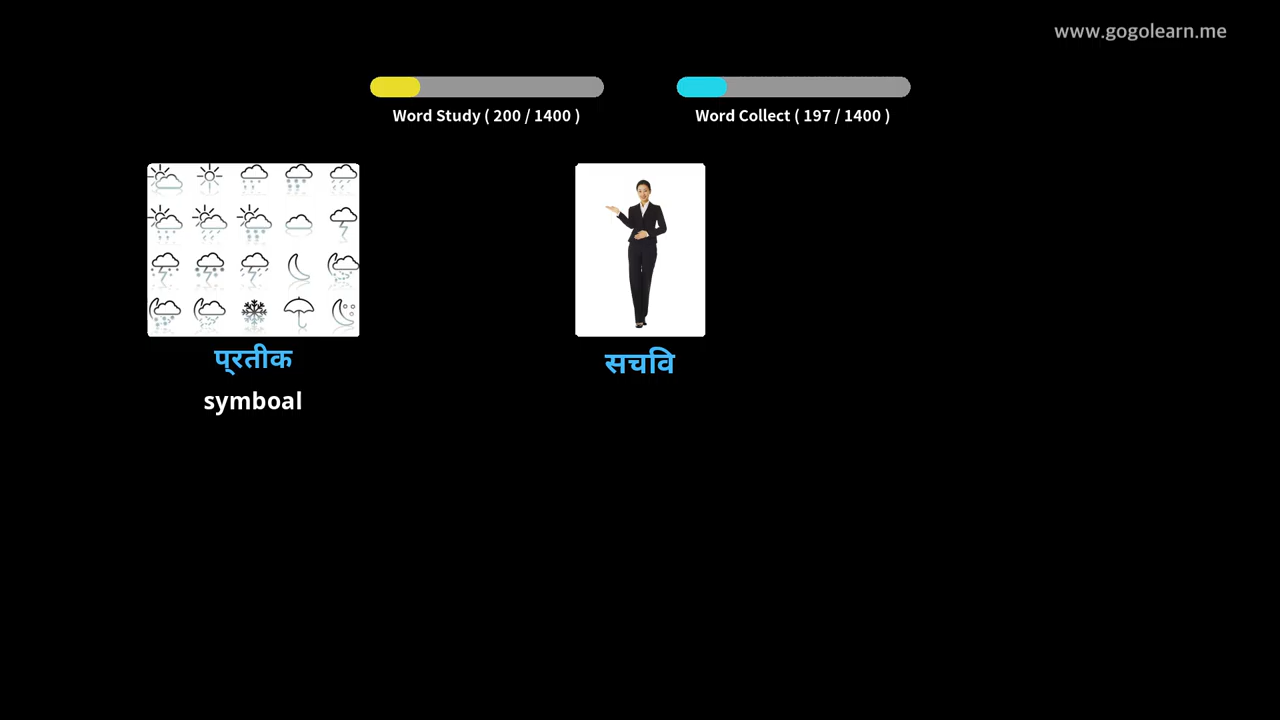 www.gogolearn.me
Word Study ( 200 / 1400 )
Word Collect ( 197 / 1400 )
प्रतीक
symboal
सचिव